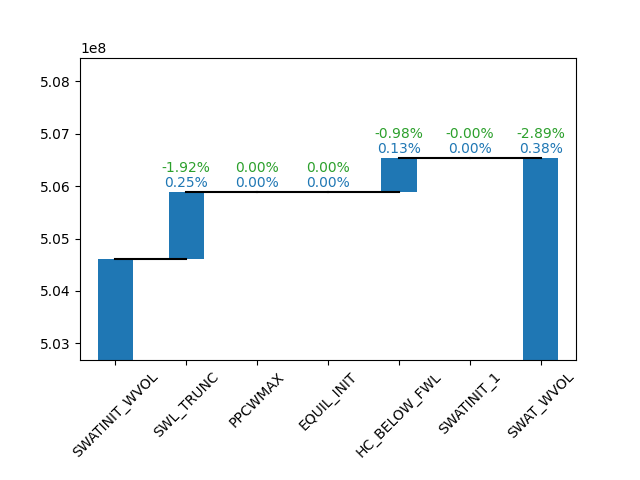 1e8
5.08
5.07
5.06
5.05
5.04
5.03
-1.92% 0.00% 0.00% -0.98% -0.00% -2.89%
0.25% 0.00% 0.00% 0.13% 0.00% 0.38%
SWATINIT_WVOL
SWL_TRUNC
PPCWMAX
EQUIL_INIT
HC_BELOW_FWL
SWATINIT_1
SWAT_WVOL